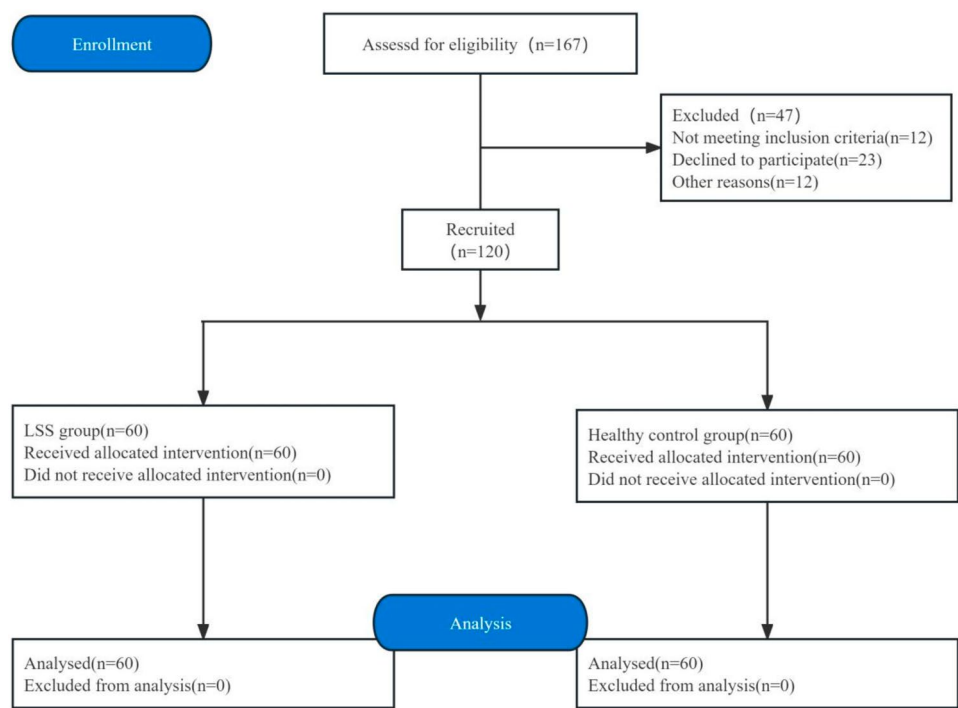 Enrollment
Assessd for eligibility（n=167）
Excluded（n=47）
Not meeting inclusion criteria(n=12)
Declined to participate(n=23)
Other reasons(n=12)
Recruited
(n=120)
LSS group(n=60)
Received allocated intervention(n=60)
Did not receive allocated intervention(n=0)
Healthy control group(n=60)
Received allocated intervention(n=60)
Did not receive allocated intervention(n=0)
Analysis
Analysed(n=60)
Excluded from analysis(n=0)
Analysed(n=60)
Excluded from analysis(n=0)